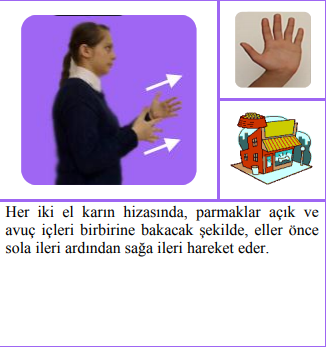 Her iki el karın hizasında, parmaklar açık ve
avuç içleri birbirine bakacak şekilde, eller önce
sola ileri ardından sağa ileri hareket eder.